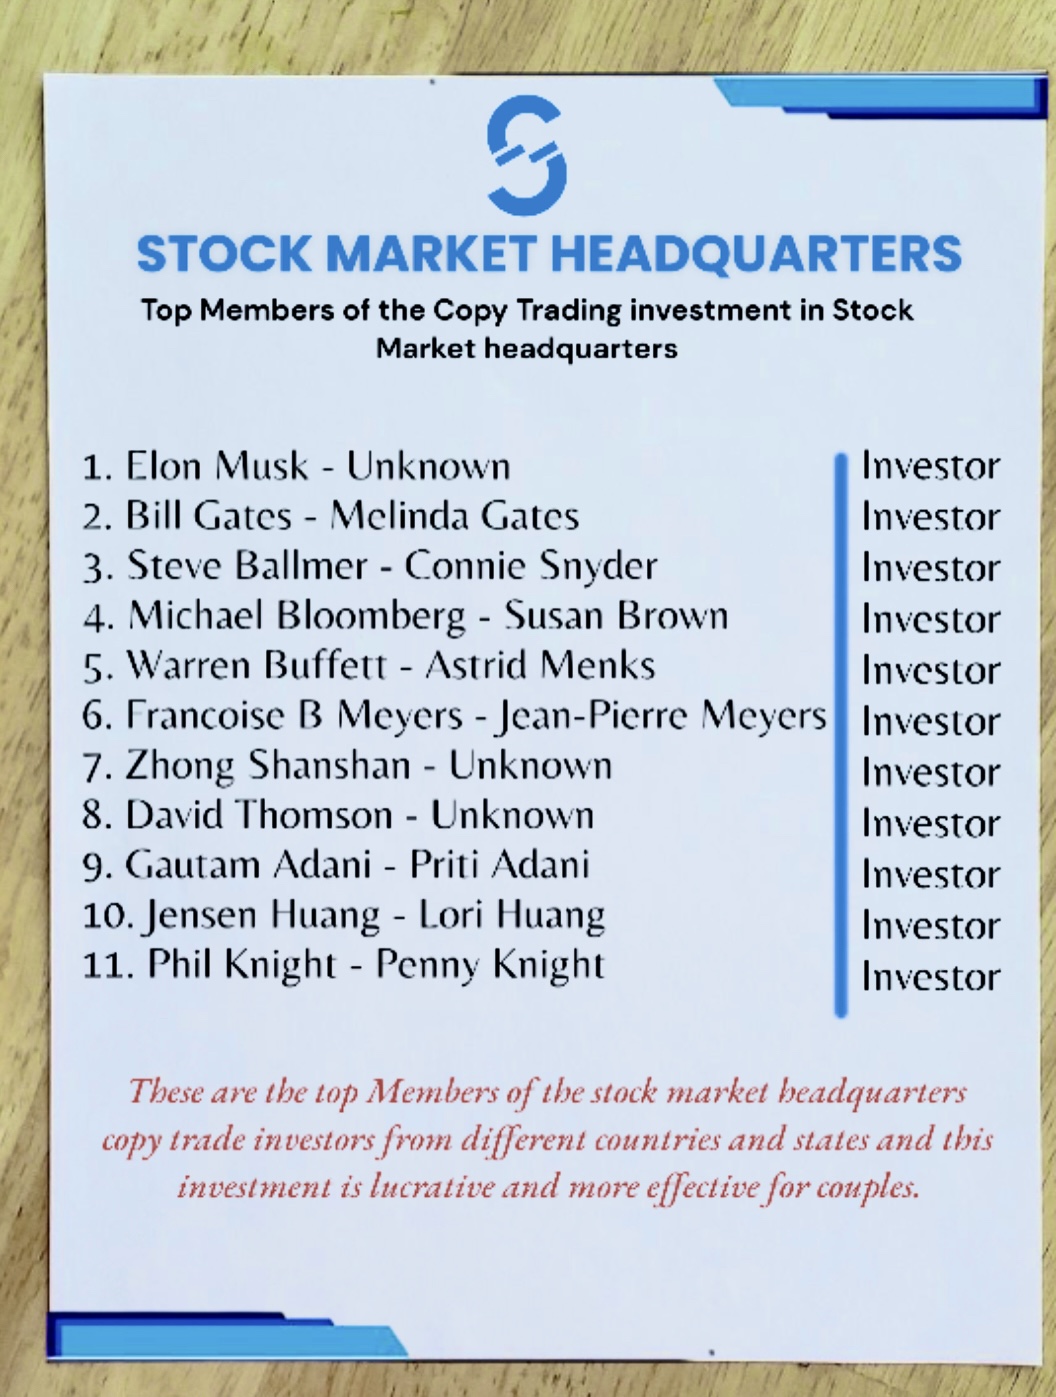 STOCK MARKET HEADQUARTERS
Top Members of the Copy Trading investment in Stock
Market headquarters
1. Elon Musk - Unknown Investor
2. Bill Gates - Melinda Gates Investor
3. Steve Ballmer - Connie Snyder Investor
4. Michael Bloomberg - Susan Brown Investor
5. Warren Buffett - Astrid Menks Investor
6. Francoise B Meyers - Jean-Pierre Meyers Investor
7. Zhong Shanshan - Unknown Investor
8. David Thomson - Unknown Investor
9. Gautam Adani - Priti Adani Investor
10. Jensen Huang - Lori Huang Investor
11. Phil Knight - Penny Knight Investor
These are the top Members of the stock market headquarters
copy trade investors from different countries and states and this
investment is lucrative and more effective for couples.